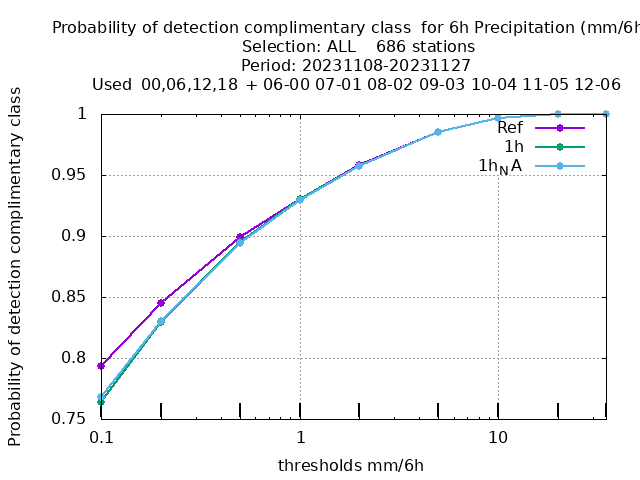 Probability of detection complimentary class  for 6h Precipitation (mm/6h
Selection: ALL    686 stations
Period: 20231108-20231127
Used  00,06,12,18  + 06-00 07-01 08-02 09-03 10-04 11-05 12-06
Probability of detection complimentary class
1
0.95
0.9
0.85
0.8
0.75
0.1
1
10
thresholds mm/6h
Ref
1h
1hNA